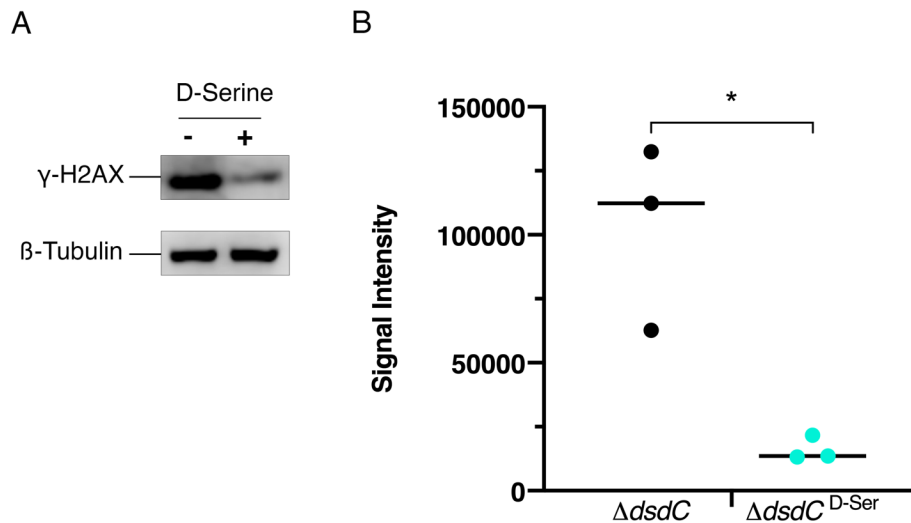 A
B
D-Serine
- +
γ-H2AX
ß-Tubulin
*
150000
100000
50000
0
Signal Intensity
ΔdsdC ΔdsdC D-Ser